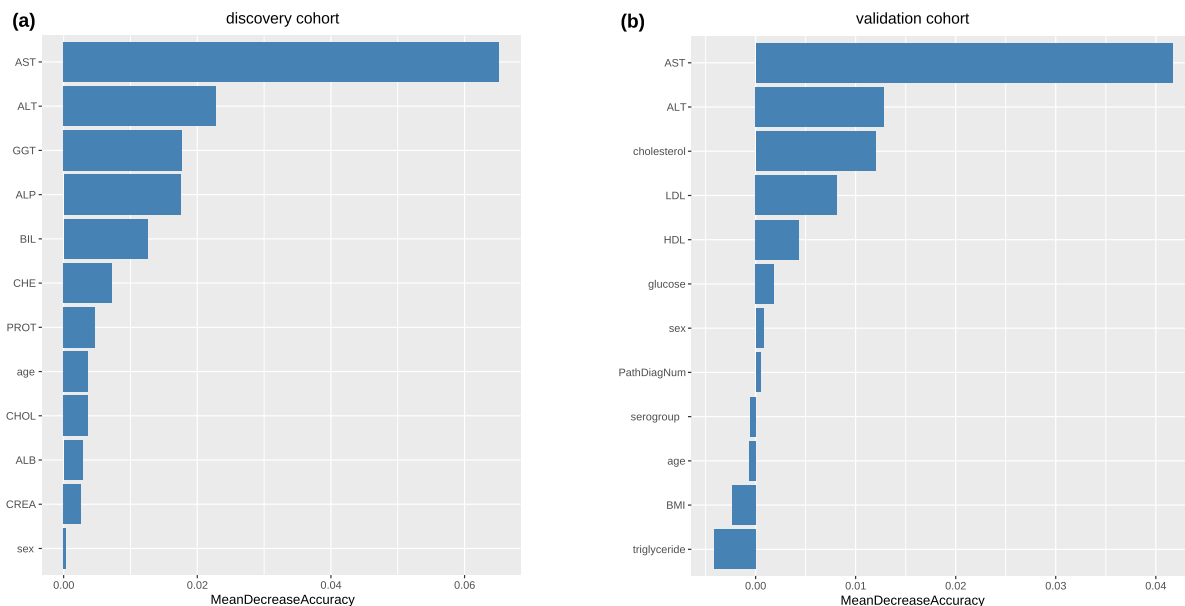 (a)
discovery cohort
AST
ALT
GGT
ALP
BIL
CHE
PROT
age
CHOL
ALB
CREA
sex
0.00 0.02 0.04 0.06
MeanDecreaseAccuracy
(b)
validation cohort
AST
ALT
cholesterol
LDL
HDL
glucose
sex
PathDiagNum
serogroup
age
BMI
triglyceride
0.00 0.01 0.02 0.03 0.04
MeanDecreaseAccuracy